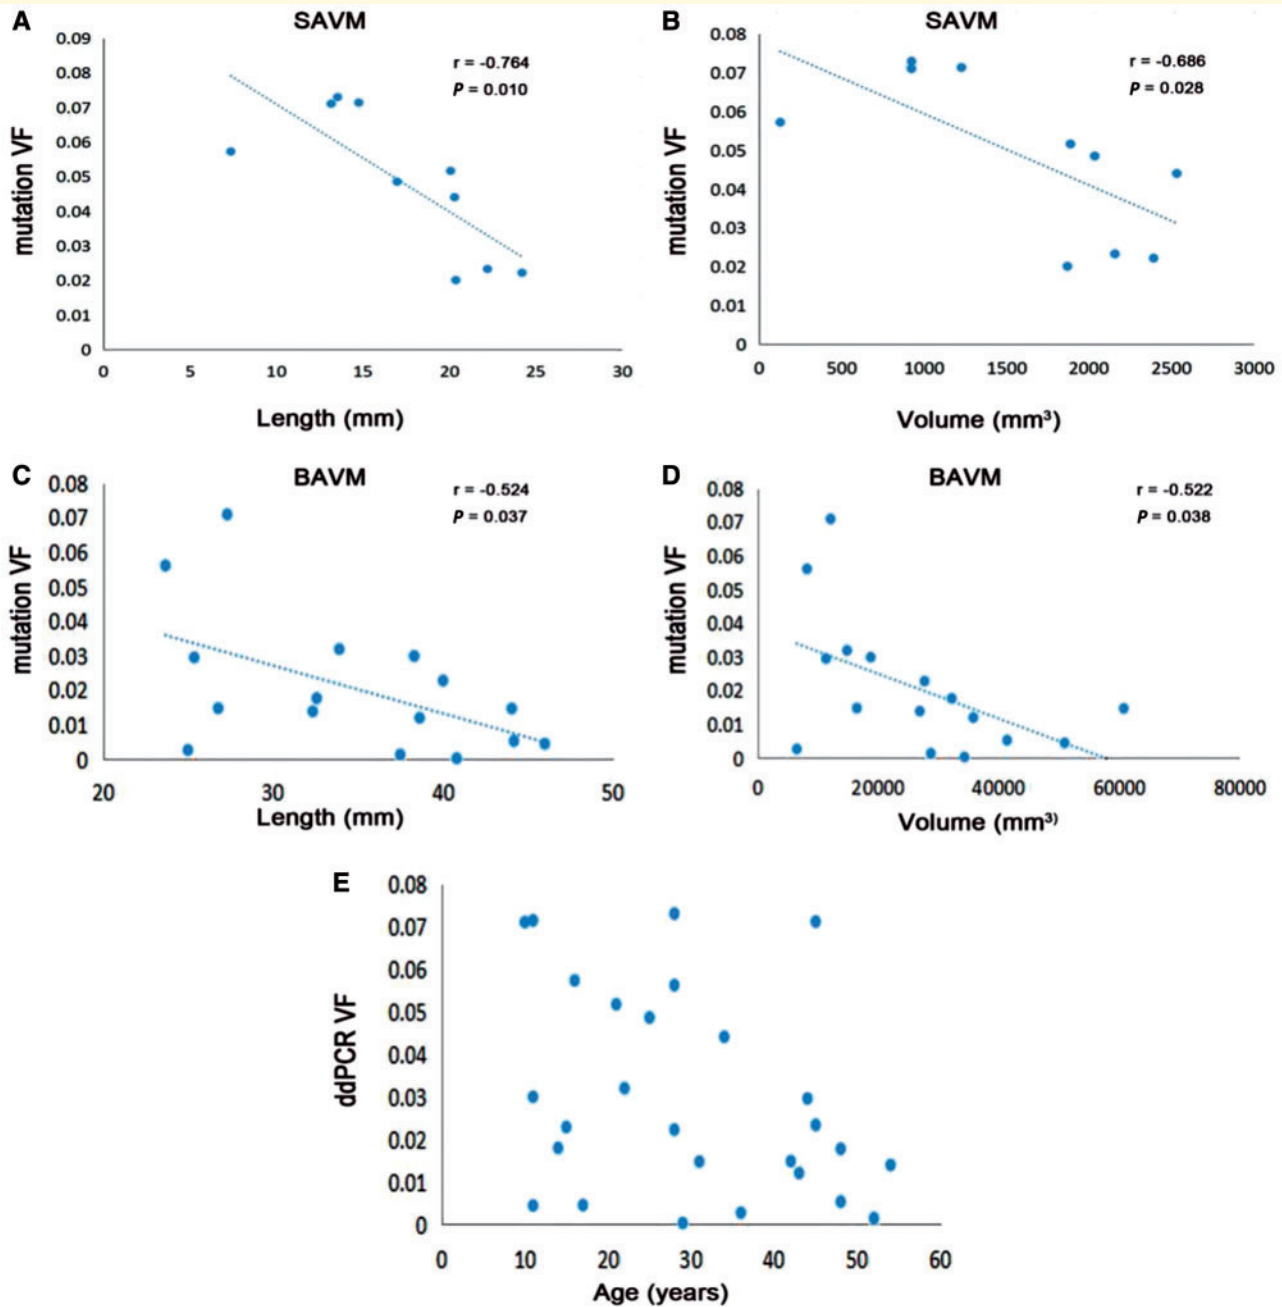 A
SAVM
r = -0.764
P = 0.010
0.09
0.08
0.07
0.06
0.05
0.04
0.03
0.02
0.01
0
mutation VF
0 5 10 15 20 25 30
Length (mm)
B
SAVM
r = -0.686
P = 0.028
0.08
0.07
0.06
0.05
0.04
0.03
0.02
0.01
0
mutation VF
0 500 1000 1500 2000 2500 3000
Volume (mm³)
C
BAVM
r = -0.524
P = 0.037
0.08
0.07
0.06
0.05
0.04
0.03
0.02
0.01
0
mutation VF
20 30 40 50
Length (mm)
D
BAVM
r = -0.522
P = 0.038
0.08
0.07
0.06
0.05
0.04
0.03
0.02
0.01
0
mutation VF
0 20000 40000 60000 80000
Volume (mm³⁾
E
0.08
0.07
0.06
0.05
0.04
0.03
0.02
0.01
0
ddPCR VF
0 10 20 30 40 50 60
Age (years)